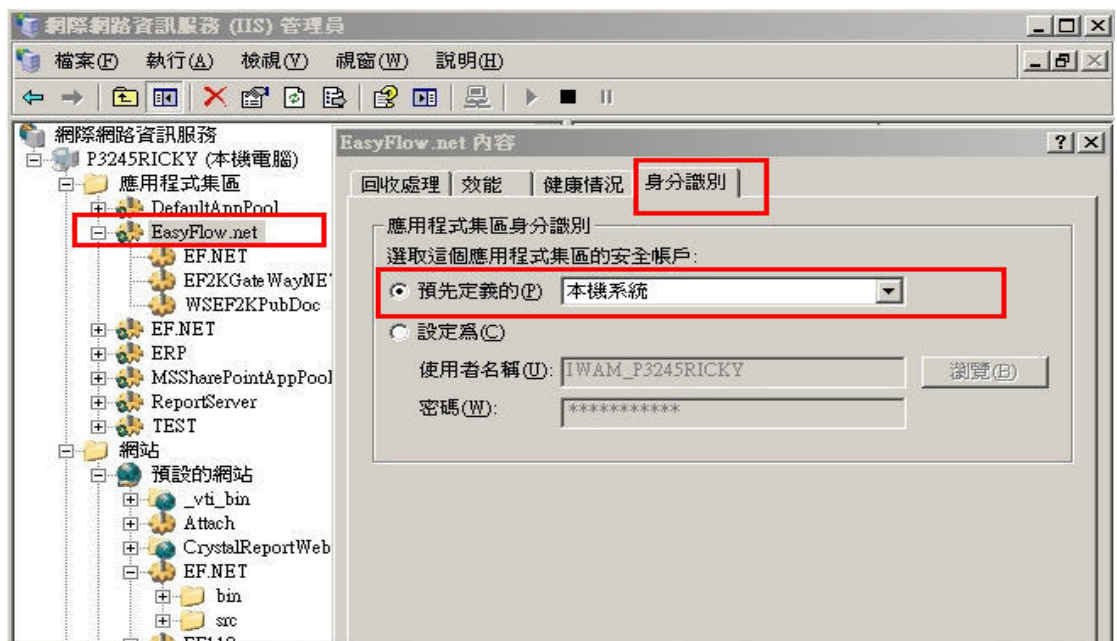 網際網路資訊服務 (IIS) 管理員
檔案(F) 執行(A) 檢視(V) 視窗(W) 說明(H)
網際網路資訊服務
P3245RICKY (本機電腦)
應用程式集區
DefaultAppPool
EasyFlow.net
EF.NET
EF2KGateWayNE
WSEF2KPubDoc
EF.NET
ERP
MSSharePointAppPool
ReportServer
TEST
網站
預設的網站
_vti_bin
Attach
CrystalReportWeb
EF.NET
bin
src
EasyFlow.net 內容
回收處理 效能 健康情況 身分識別
應用程式集區身分識別
選取這個應用程式集區的安全帳戶:
預先定義的(P) 本機系統
設定為(C)
使用者名稱(U): IWAM_P3245RICKY 瀏覽(B)
密碼(W): ***********